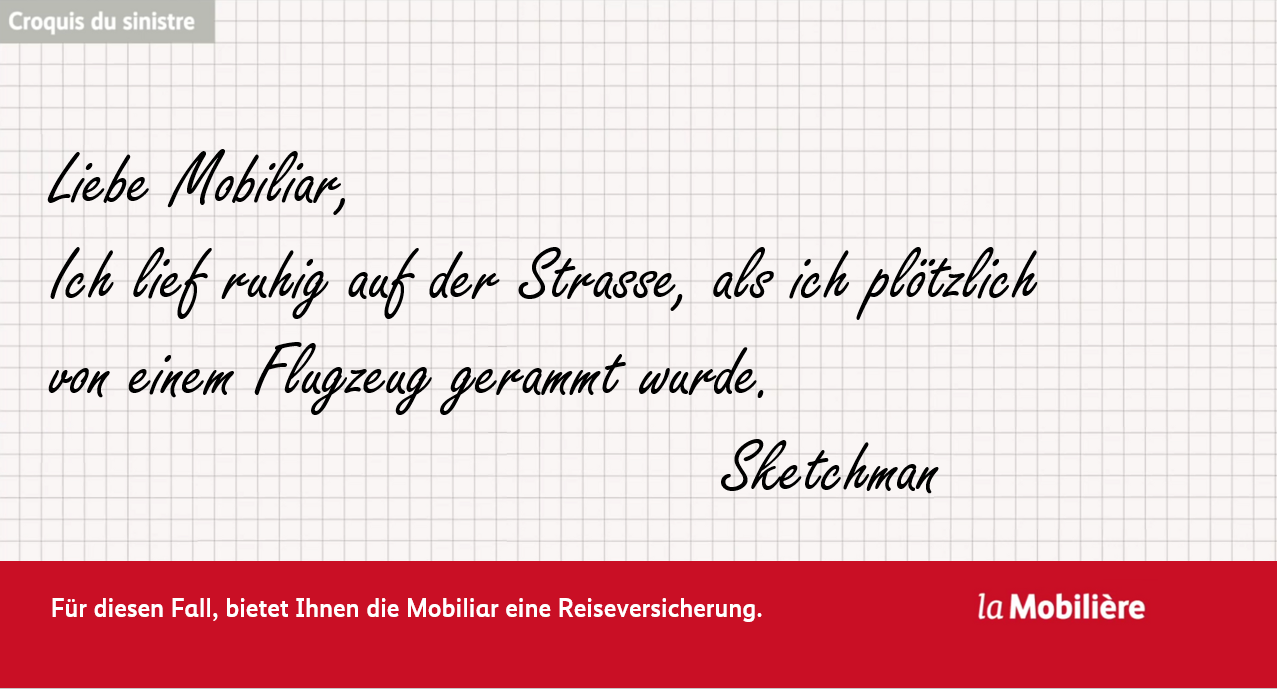 Croquis du sinistre
Liebe Mobiliar,
Ich lief ruhig auf der Strasse, als ich plötzlich
von einem Flugzeug gerammt wurde.
Sketchman
Für diesen Fall, bietet Ihnen die Mobiliar eine Reiseversicherung.
la Mobilière